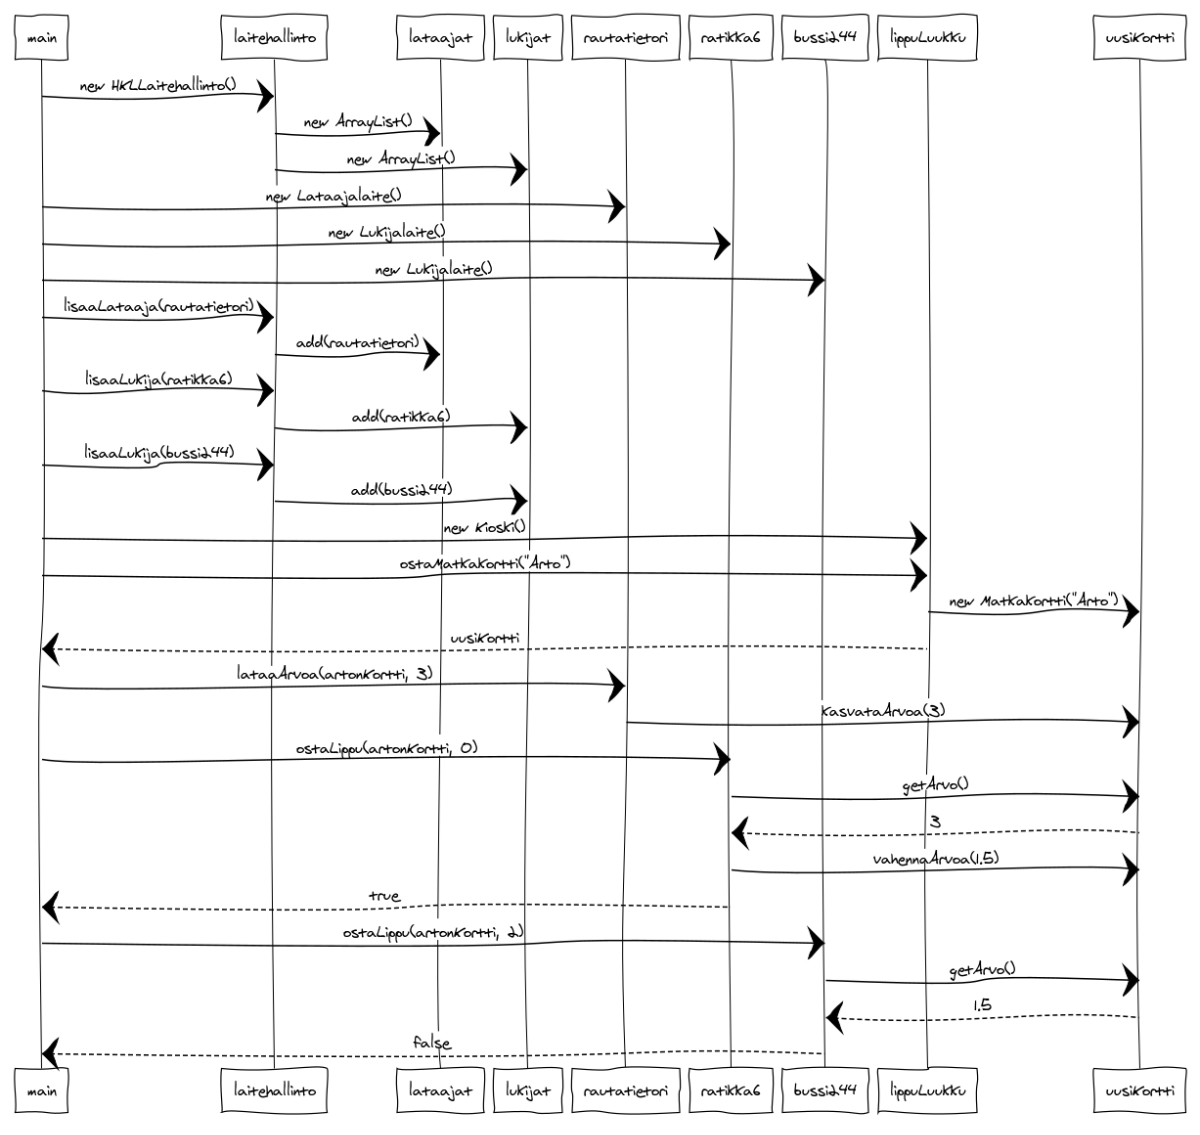 main laitehallinto lataajat lukijat rautatietori ratikka6 bussi244 lippuLuukku uusiKortti
new HKLLaitehallinto()
new ArrayList()
new ArrayList()
new Lataajalaite()
new Lukijalaite()
new Lukijalaite()
lisaaLataaja(rautatietori)
add(rautatietori)
lisaaLukija(ratikka6)
add(ratikka6)
lisaaLukija(bussi244)
add(bussi244)
new Kioski()
ostaMatkaKortti("Arto")
new MatkaKortti("Arto")
uusiKortti
lataaArvoa(artonKortti, 3)
kasvataArvoa(3)
ostaLippu(artonKortti, 0)
getArvo()
3
vahennaArvoa(1.5)
true
ostaLippu(artonKortti, 2)
getArvo()
1.5
false
main laitehallinto lataajat lukijat rautatietori ratikka6 bussi244 lippuLuukku uusiKortti